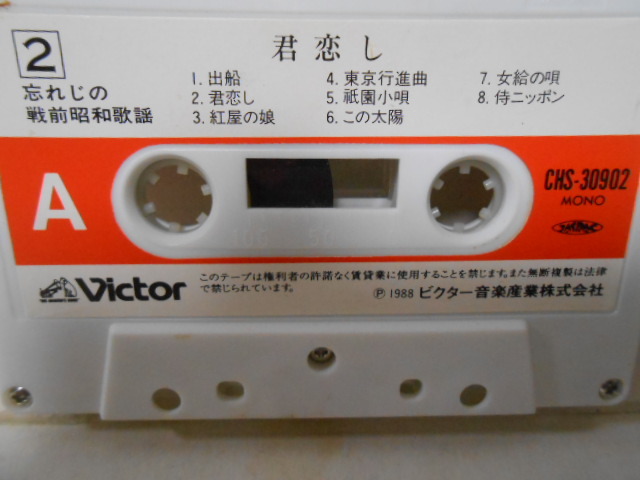 君恋し
2
忘れじの
戦前昭和歌謡
1. 出船
2. 君恋し
3. 紅屋の娘
4. 東京行進曲
5. 祇園小唄
6. この太陽
7. 女給の唄
8. 侍ニッポン
A
CHS-30902
MONO
Victor
このテープは権利者の許諾なく賃貸業に使用することを禁じます。また無断複製は法律
で禁じられています。
Ⓟ1988 ビクター音楽産業株式会社